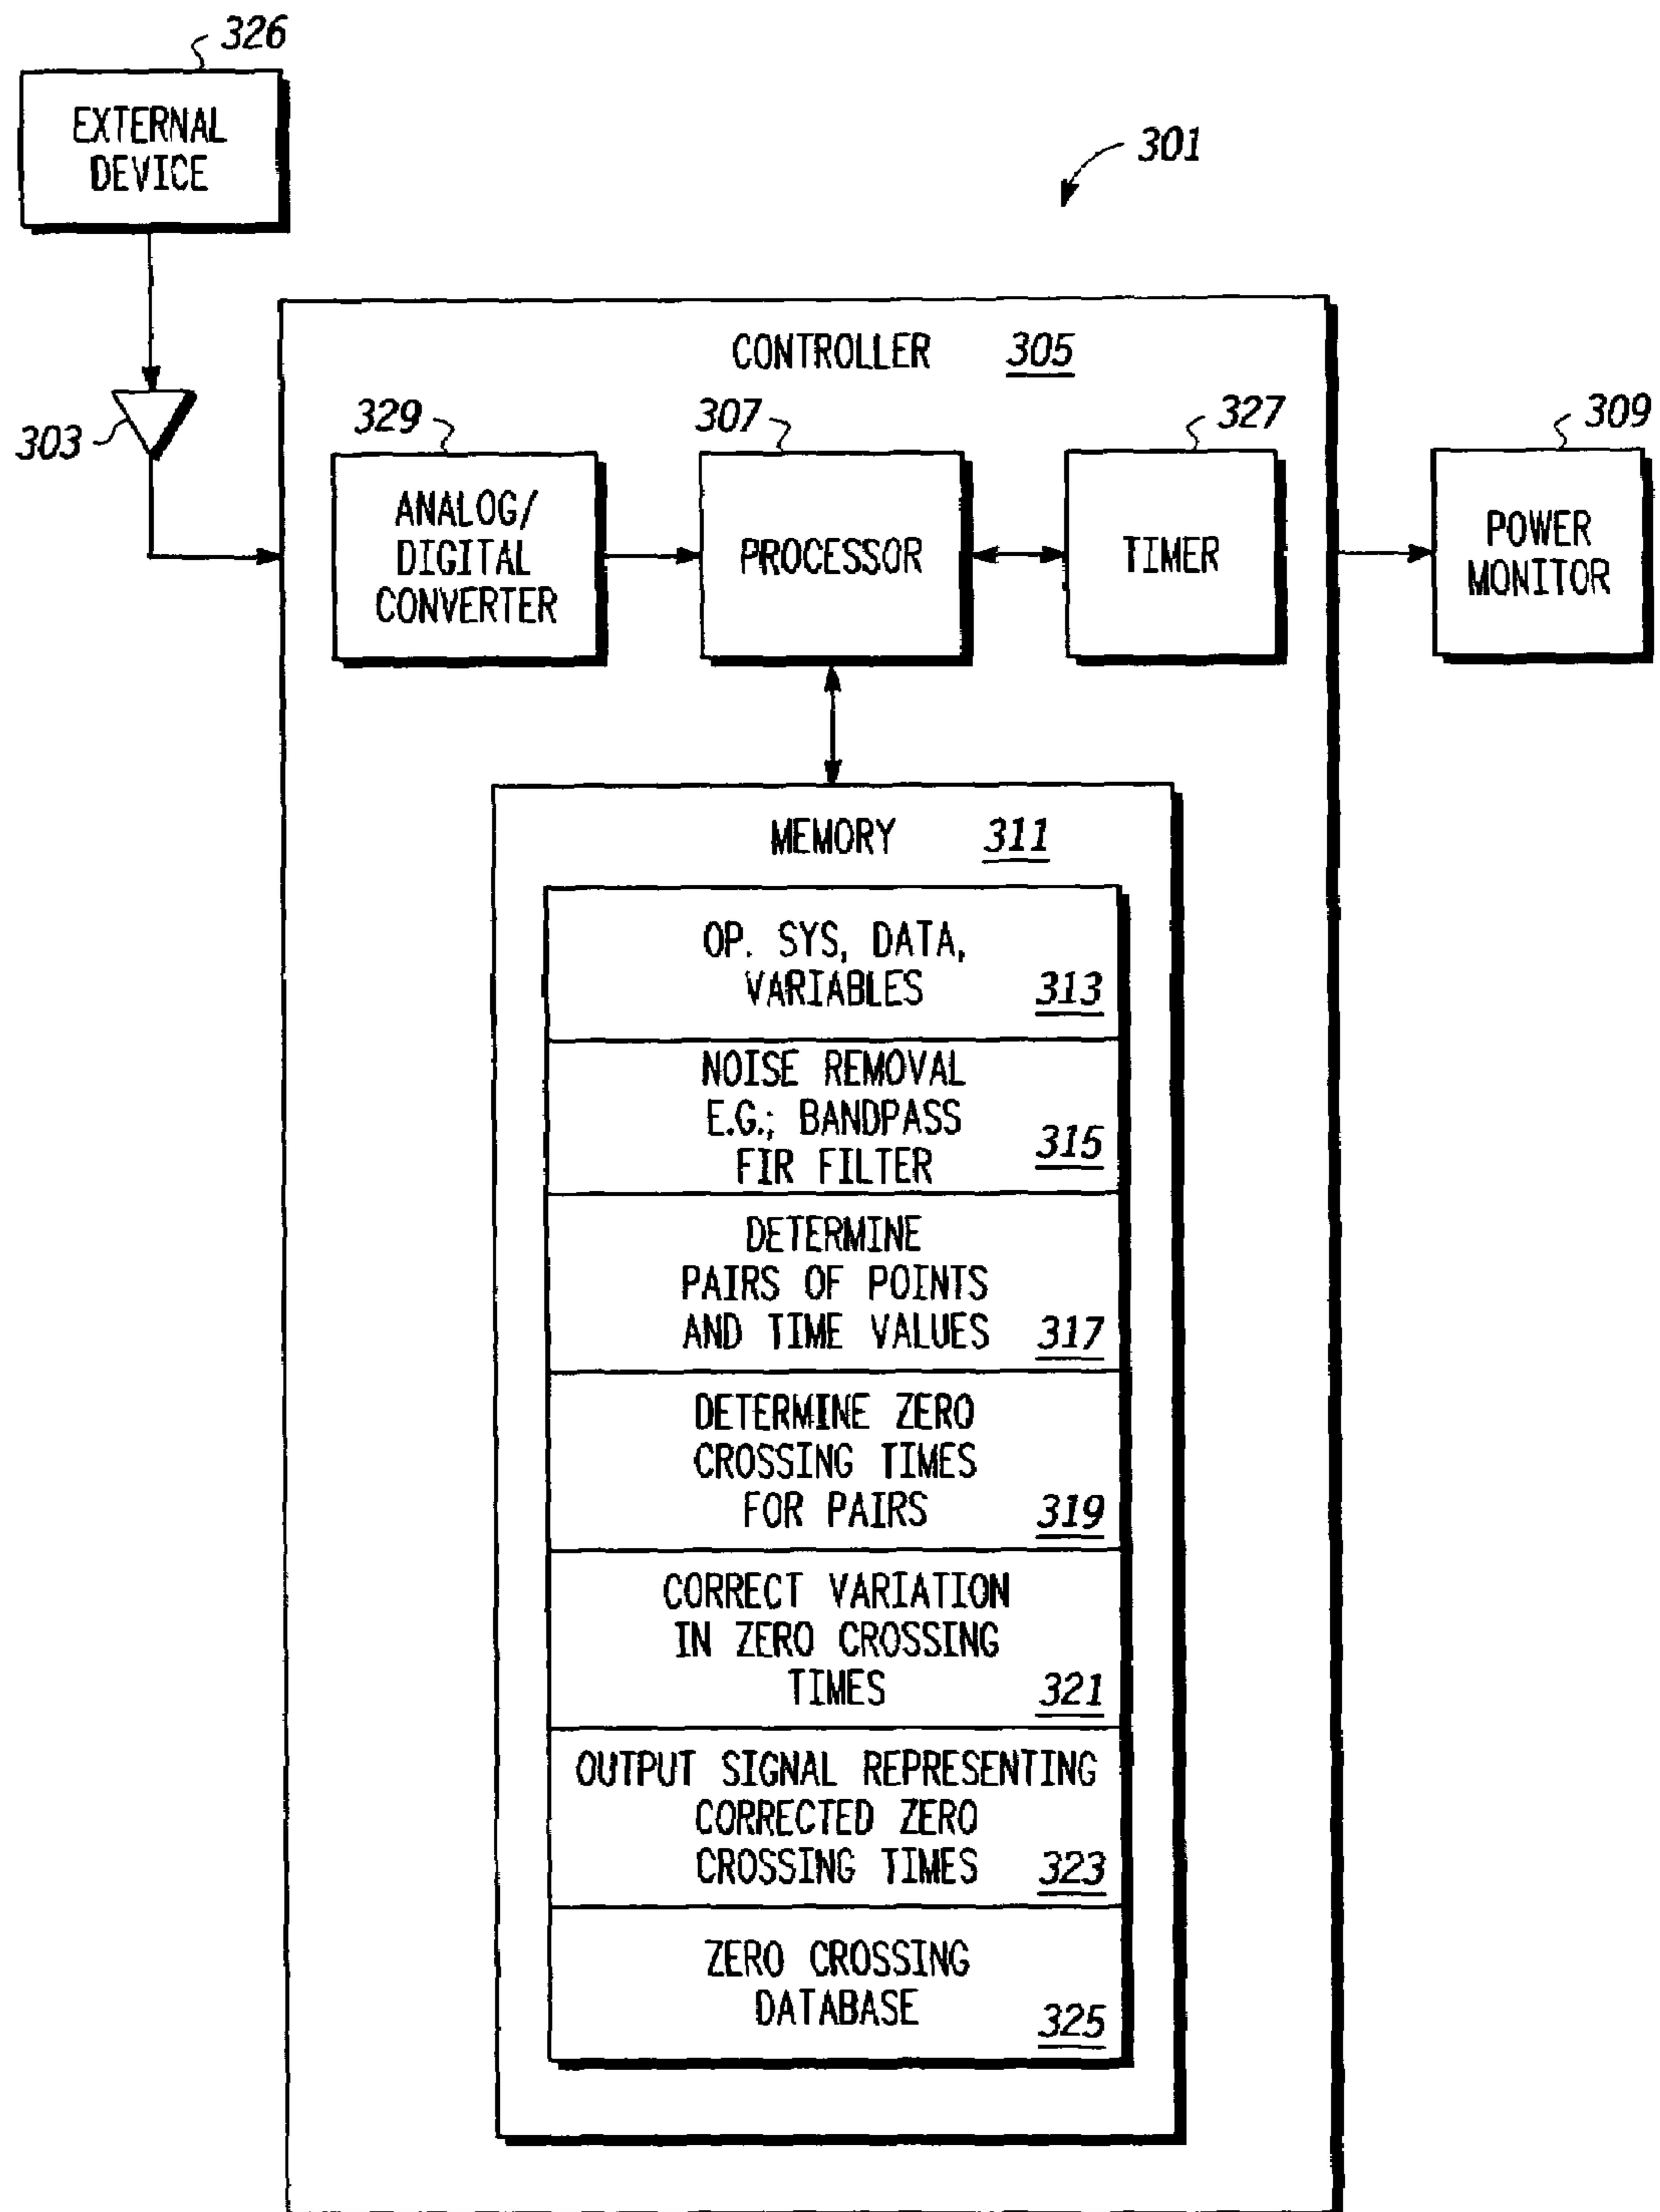 326
EXTERNAL
DEVICE
301
303
CONTROLLER 305
329
307
327
309
ANALOG/
DIGITAL
CONVERTER
PROCESSOR
TIMER
POWER
MONITOR
MEMORY 311
OP. SYS, DATA,
VARIABLES 313
NOISE REMOVAL
E.G.; BANDPASS
FIR FILTER 315
DETERMINE
PAIRS OF POINTS
AND TIME VALUES 317
DETERMINE ZERO
CROSSING TIMES
FOR PAIRS 319
CORRECT VARIATION
IN ZERO CROSSING
TIMES 321
OUTPUT SIGNAL REPRESENTING
CORRECTED ZERO
CROSSING TIMES 323
ZERO CROSSING
DATABASE 325